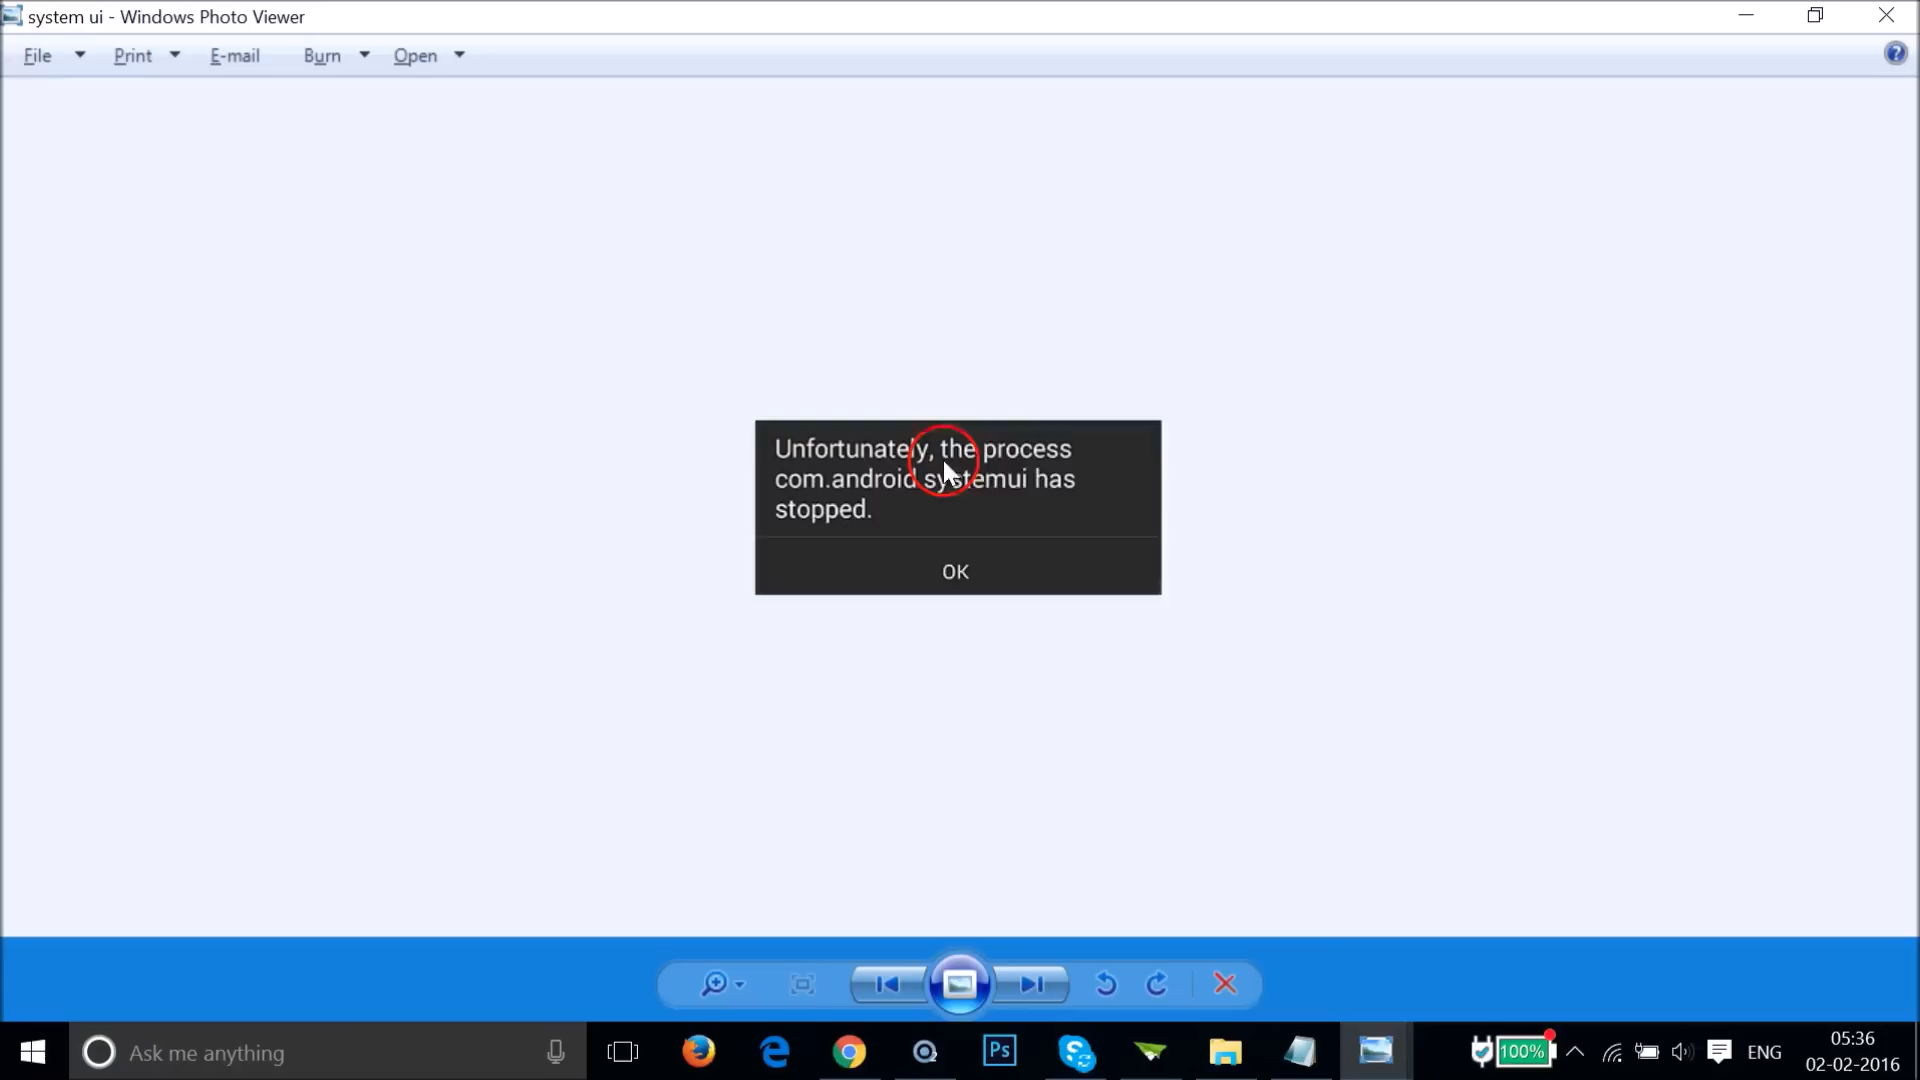 system ui - Windows Photo Viewer
File Print E-mail Burn Open
Unfortunately, the process
com.android.systemui has
stopped.
OK
Ask me anything
Ps
100%
ENG
05:36
02-02-2016